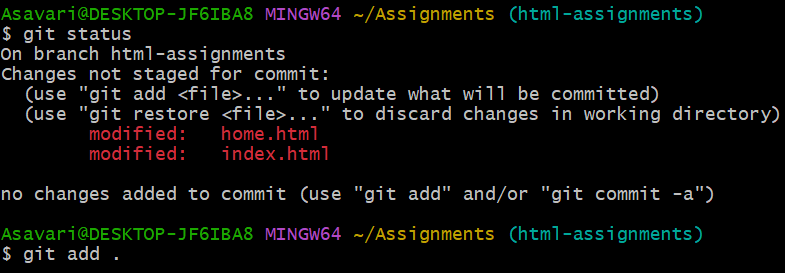 Asavari@DESKTOP-JF6IBA8 MINGW64 ~/Assignments (html-assignments)
$ git status
On branch html-assignments
Changes not staged for commit:
  (use "git add <file>..." to update what will be committed)
  (use "git restore <file>..." to discard changes in working directory)
        modified:   home.html
        modified:   index.html

no changes added to commit (use "git add" and/or "git commit -a")

Asavari@DESKTOP-JF6IBA8 MINGW64 ~/Assignments (html-assignments)
$ git add .